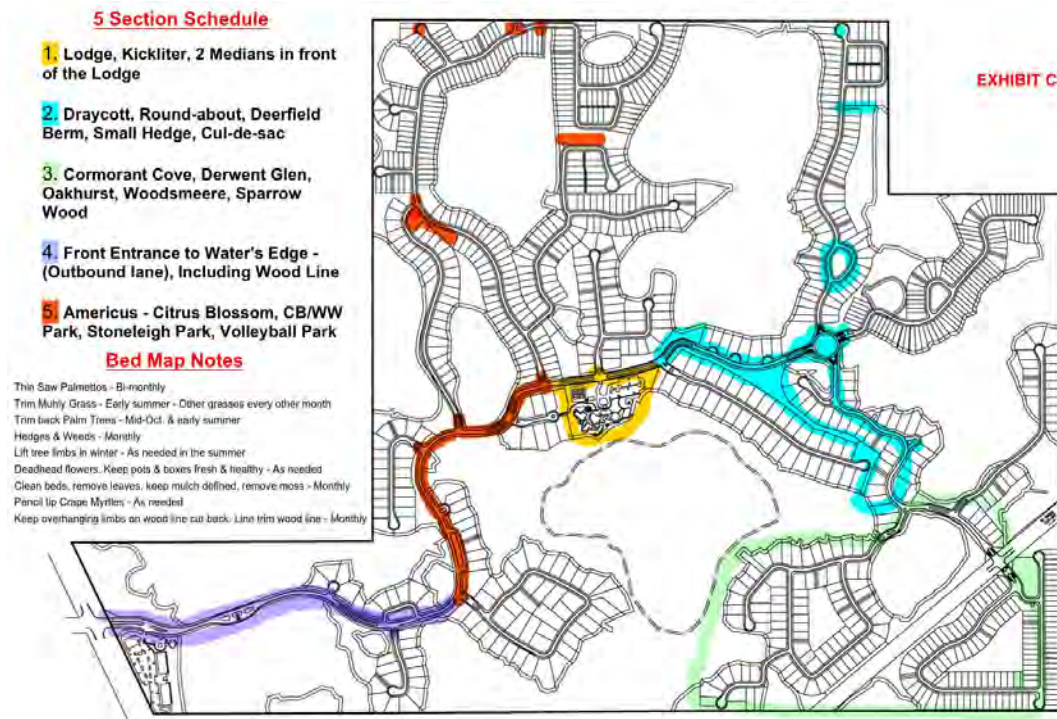 5 Section Schedule
1. Lodge, Kickliter, 2 Medians in front
of the Lodge
2. Draycott, Round-about, Deerfield
Berm, Small Hedge, Cul-de-sac
3. Cormorant Cove, Derwent Glen,
Oakhurst, Woodsmeere, Sparrow
Wood
4. Front Entrance to Water's Edge -
(Outbound lane), Including Wood Line
5. Americus - Citrus Blossom, CB/WW
Park, Stoneleigh Park, Volleyball Park
Bed Map Notes
Thin Saw Palmettos - Bi-monthly
Trim Muhly Grass - Early summer - Other grasses every other month
Trim back Palm Trees - Mid-Oct. & early summer
Hedges & Weeds - Monthly
Lift tree limbs in winter - As needed in the summer
Deadhead flowers. Keep pots & boxes fresh & healthy - As needed
Clean beds, remove leaves, keep mulch defined, remove moss - Monthly
Pencil tip Crape Myrtles - As needed
Keep overhanging limbs on wood line cut back. Line trim wood line - Monthly
EXHIBIT C